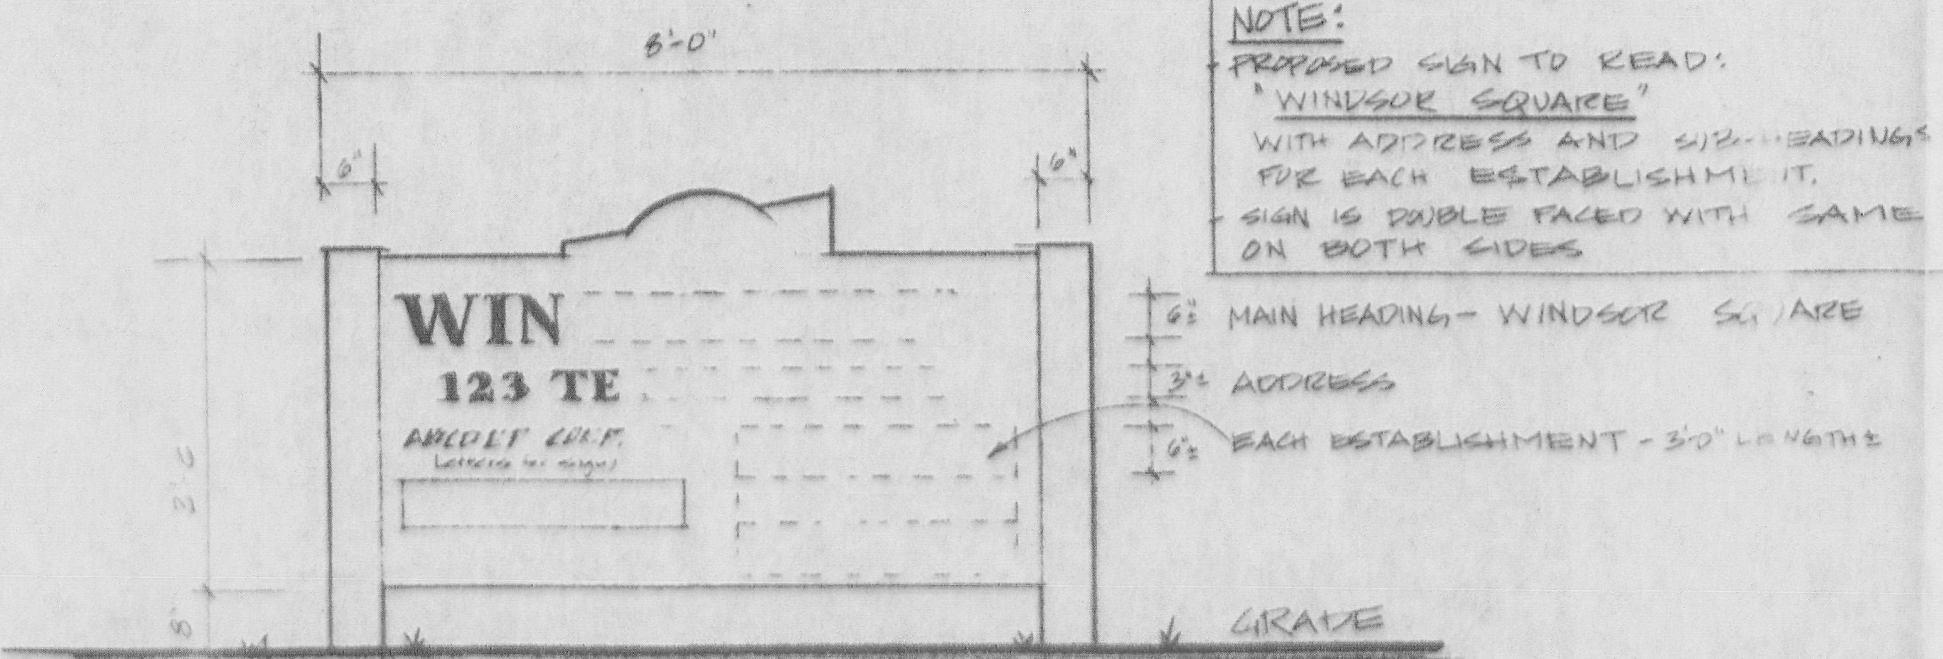 8'-0"
NOTE:
PROPOSED SIGN TO READ:
"WINDSOR SQUARE"
WITH ADDRESS AND
FOR EACH
SIGN IS DOUBLE FACED WITH SAME
ON BOTH SIDES
6"
6"
WIN
6"± MAIN HEADING - WINDSOR
123 TE
3"± ADDRESS
6"± EACH ESTABLISHMENT - 3'0"
8"
GRADE